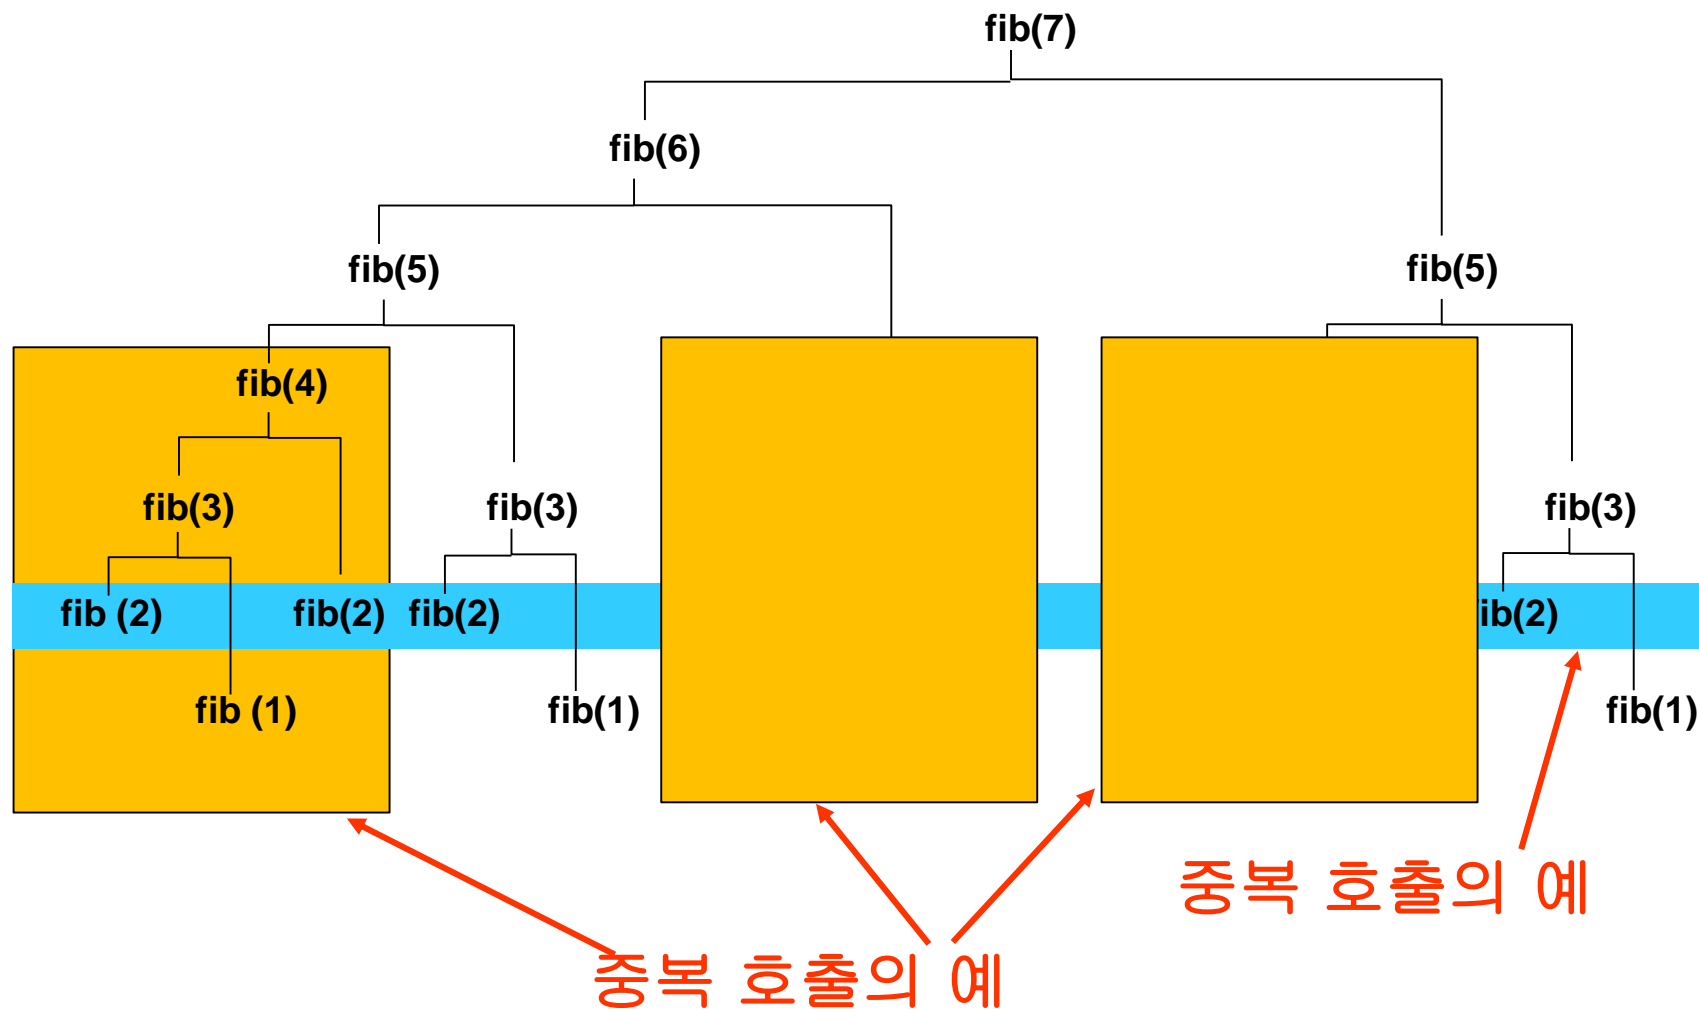 fib(7)
fib(6)
fib(5) fib(5)
fib(4)
fib(3) fib(3) fib(3)
fib (2) fib(2) fib(2) ib(2)
fib (1) fib(1) fib(1)
중복 호출의 예
중복 호출의 예